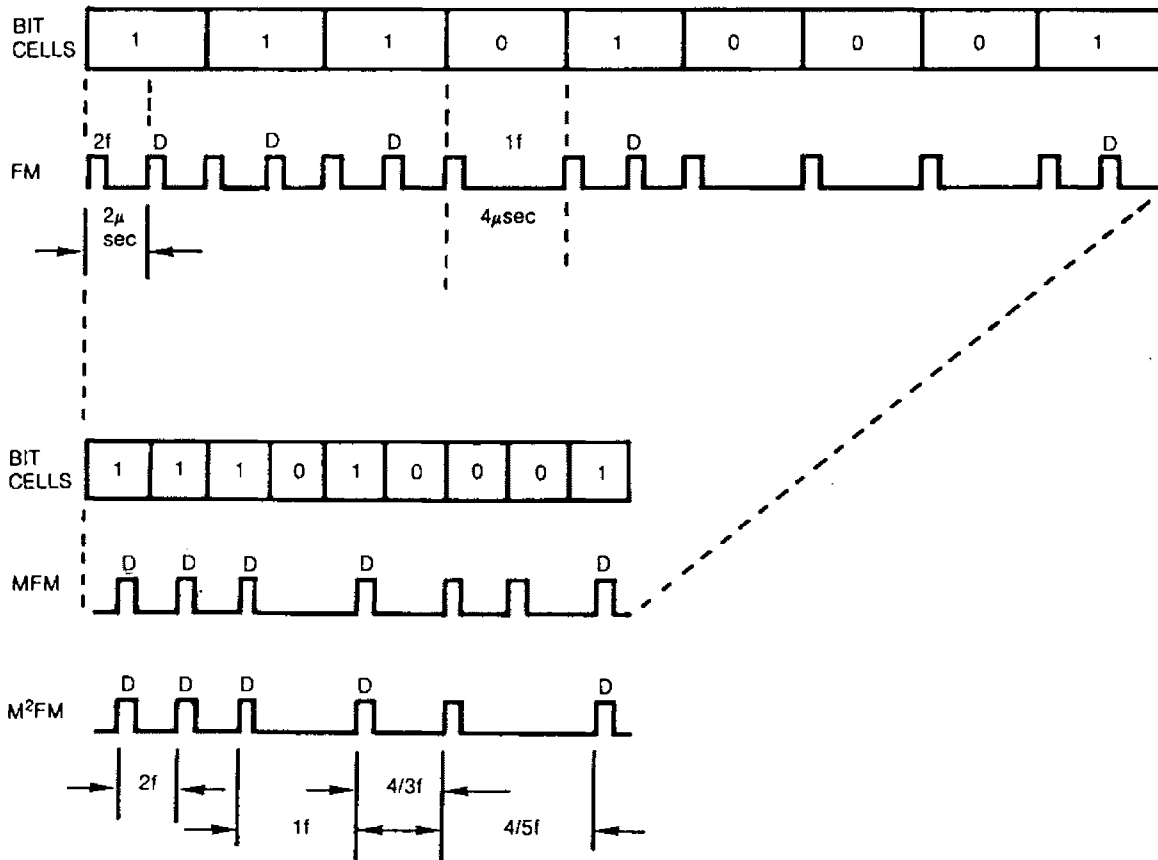 BIT CELLS 1 1 1 0 1 0 0 0 1
2f D D D 1f D D
FM
2μ sec
4μsec
BIT CELLS 1 1 1 0 1 0 0 0 1
D D D D D
MFM
D D D D D
M²FM
2f 4/3f
1f 4/5f